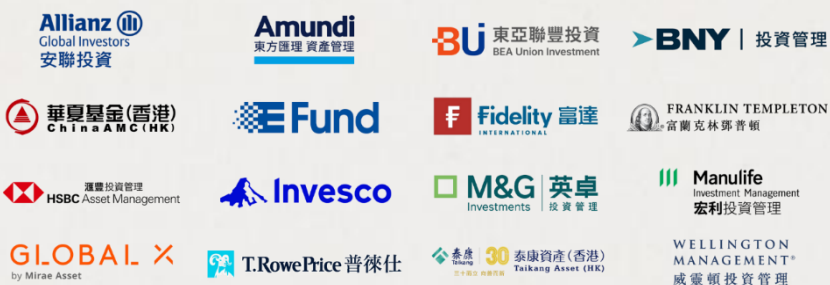 Allianz
Global Investors
安聯投資
Amundi
東方匯理 資產管理
BU 東亞聯豐投資
BEA Union Investment
BNY | 投資管理
華夏基金(香港)
ChinaAMC(HK)
E Fund
Fidelity 富達
INTERNATIONAL
FRANKLIN TEMPLETON
富蘭克林鄧普頓
滙豐投資管理
HSBC Asset Management
Invesco
M&G 英卓
Investments 投資管理
Manulife
Investment Management
宏利投資管理
GLOBAL X
by Mirae Asset
T.RowePrice 普徠仕
泰康 30 泰康資產(香港)
Taikang Taikang Asset (HK)
WELLINGTON
MANAGEMENT®
威靈頓投資管理